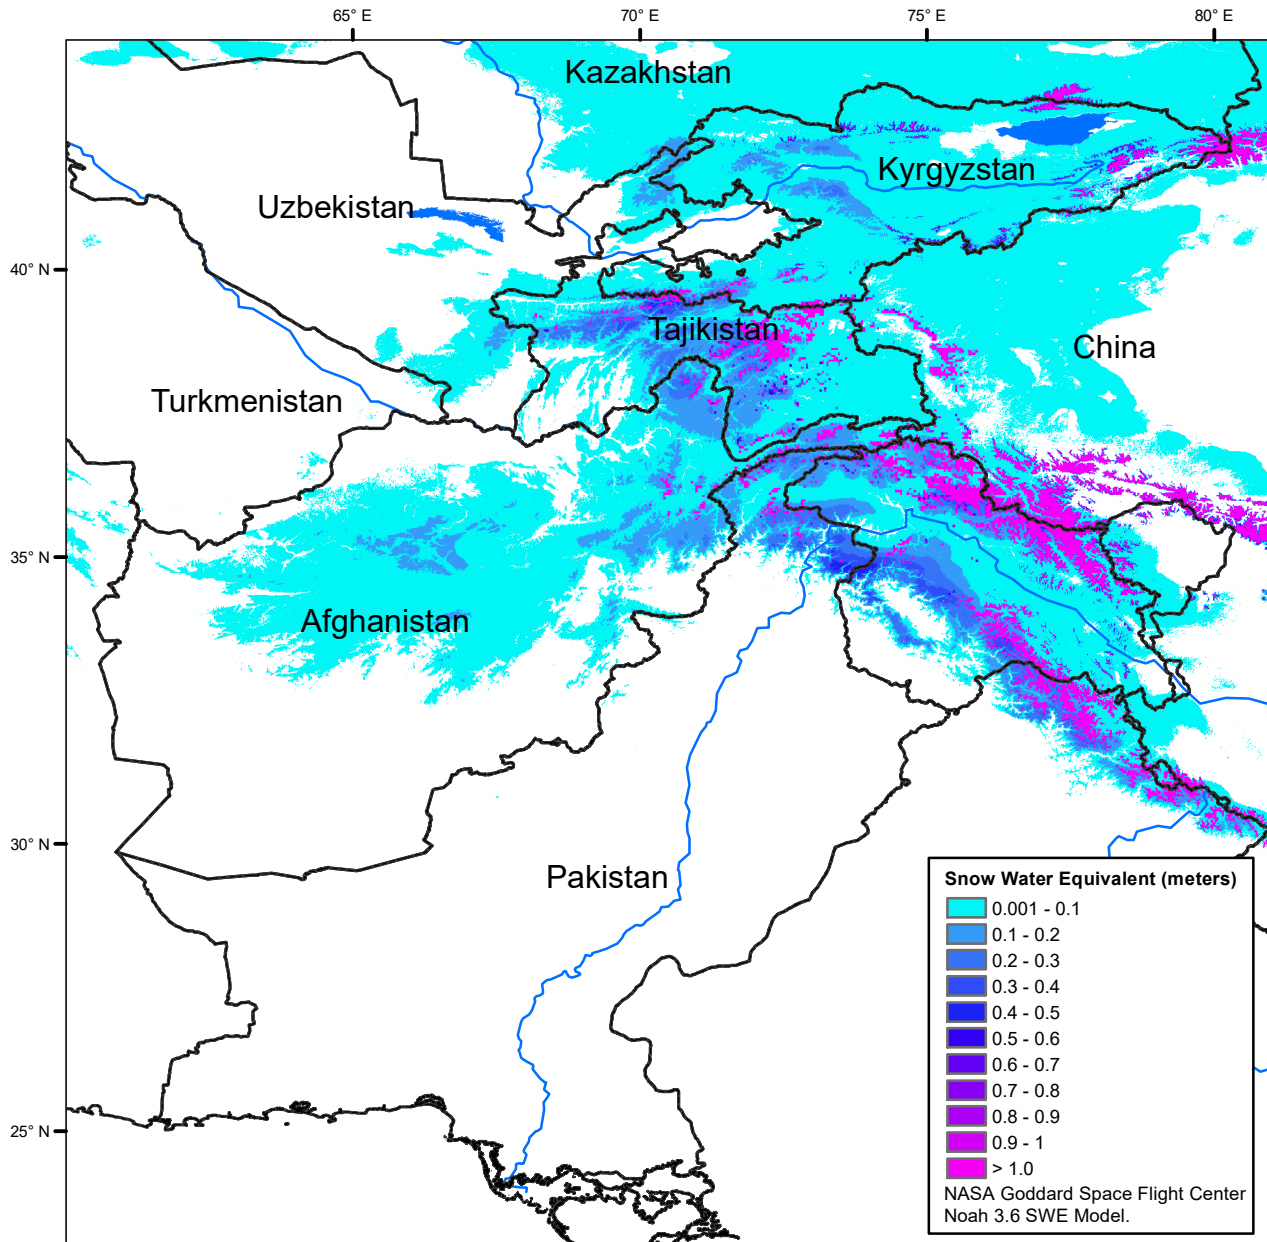 65° E
70° E
75° E
80° E
Kazakhstan
Kyrgyzstan
Uzbekistan
40° N
Tajikistan
China
Turkmenistan
35° N
Afghanistan
30° N
Pakistan
25° N
Snow Water Equivalent (meters)
0.001 - 0.1
0.1 - 0.2
0.2 - 0.3
0.3 - 0.4
0.4 - 0.5
0.5 - 0.6
0.6 - 0.7
0.7 - 0.8
0.8 - 0.9
0.9 - 1
> 1.0
NASA Goddard Space Flight Center
Noah 3.6 SWE Model.